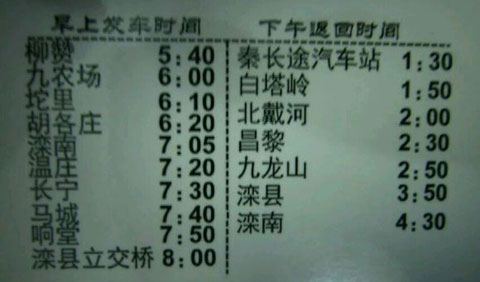 早上发车时间
柳赞 5:40
九农场 6:00
坨里 6:10
胡各庄 6:20
滦南 7:05
温庄 7:20
长宁 7:30
马城 7:40
响堂 7:50
滦县立交桥 8:00
下午返回时间
秦长途汽车站 1:30
白塔岭 1:50
北戴河 2:00
昌黎 2:30
九龙山 2:50
滦县 3:50
滦南 4:30